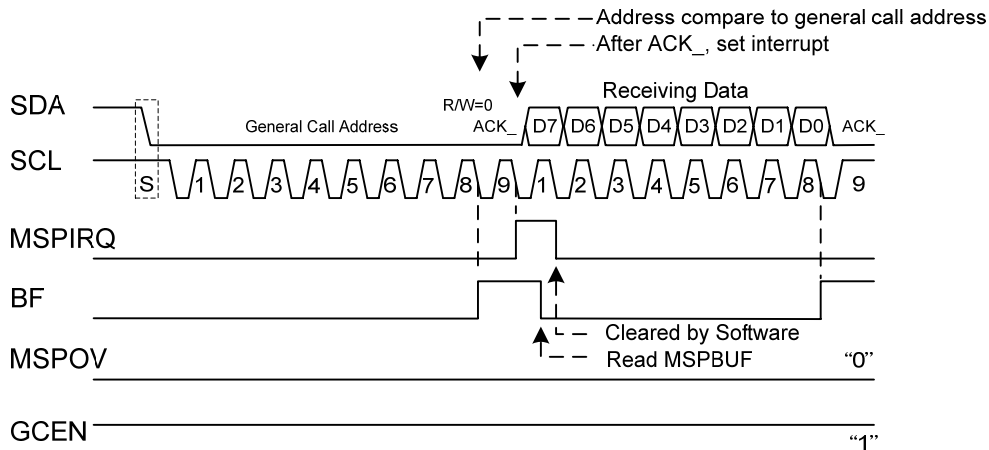 Address compare to general call address
After ACK_, set interrupt
SDA
R/W=0
Receiving Data
General Call Address
ACK_
D7 D6 D5 D4 D3 D2 D1 D0
ACK_
SCL
S 1 2 3 4 5 6 7 8 9 1 2 3 4 5 6 7 8 9
MSPIRQ
BF
Cleared by Software
Read MSPBUF
MSPOV
“0”
GCEN
“1”